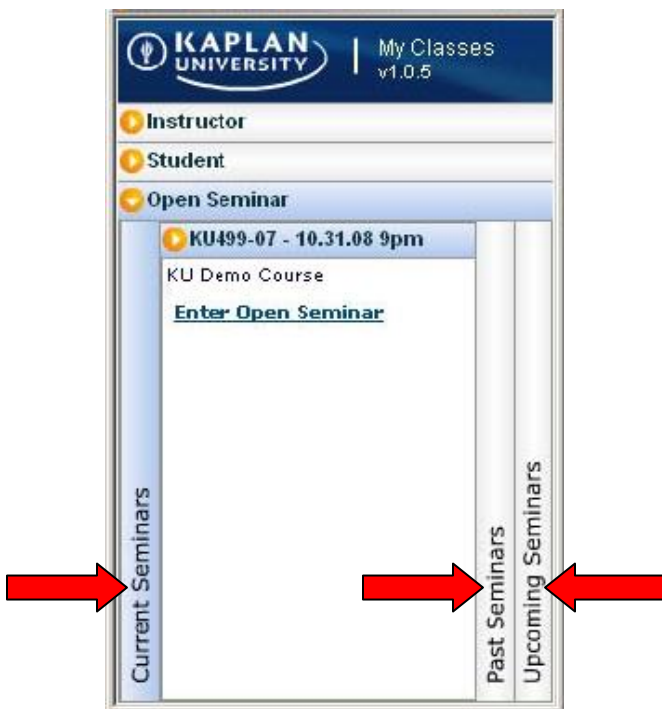 KAPLAN
UNIVERSITY
My Classes
v1.0.5
Instructor
Student
Open Seminar
KU499-07 - 10.31.08 9pm
KU Demo Course
Enter Open Seminar
Current Seminars
Past Seminars
Upcoming Seminars